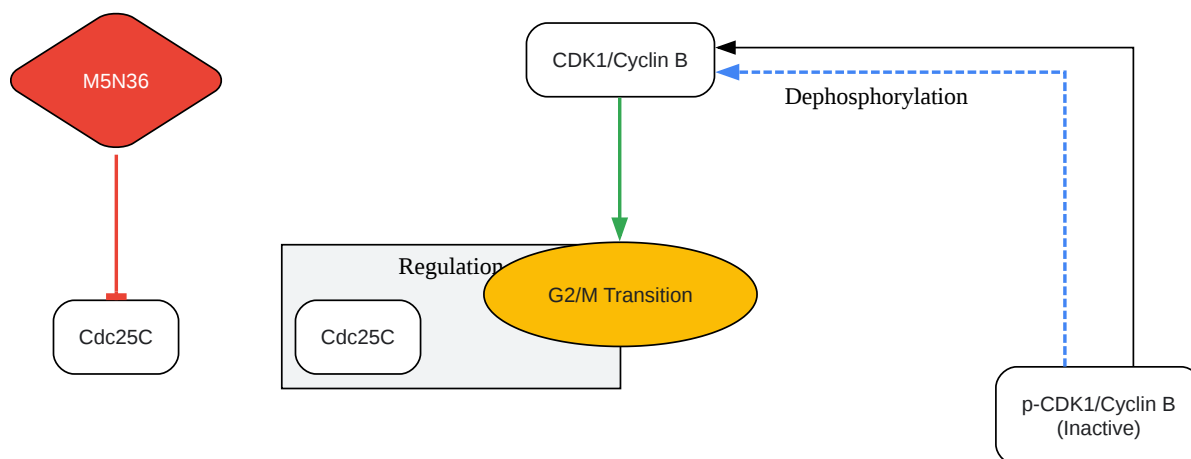 M5N36
CDK1/Cyclin B
Dephosphorylation
Regulation
G2/M Transition
Cdc25C
Cdc25C
p-CDK1/Cyclin B
(Inactive)